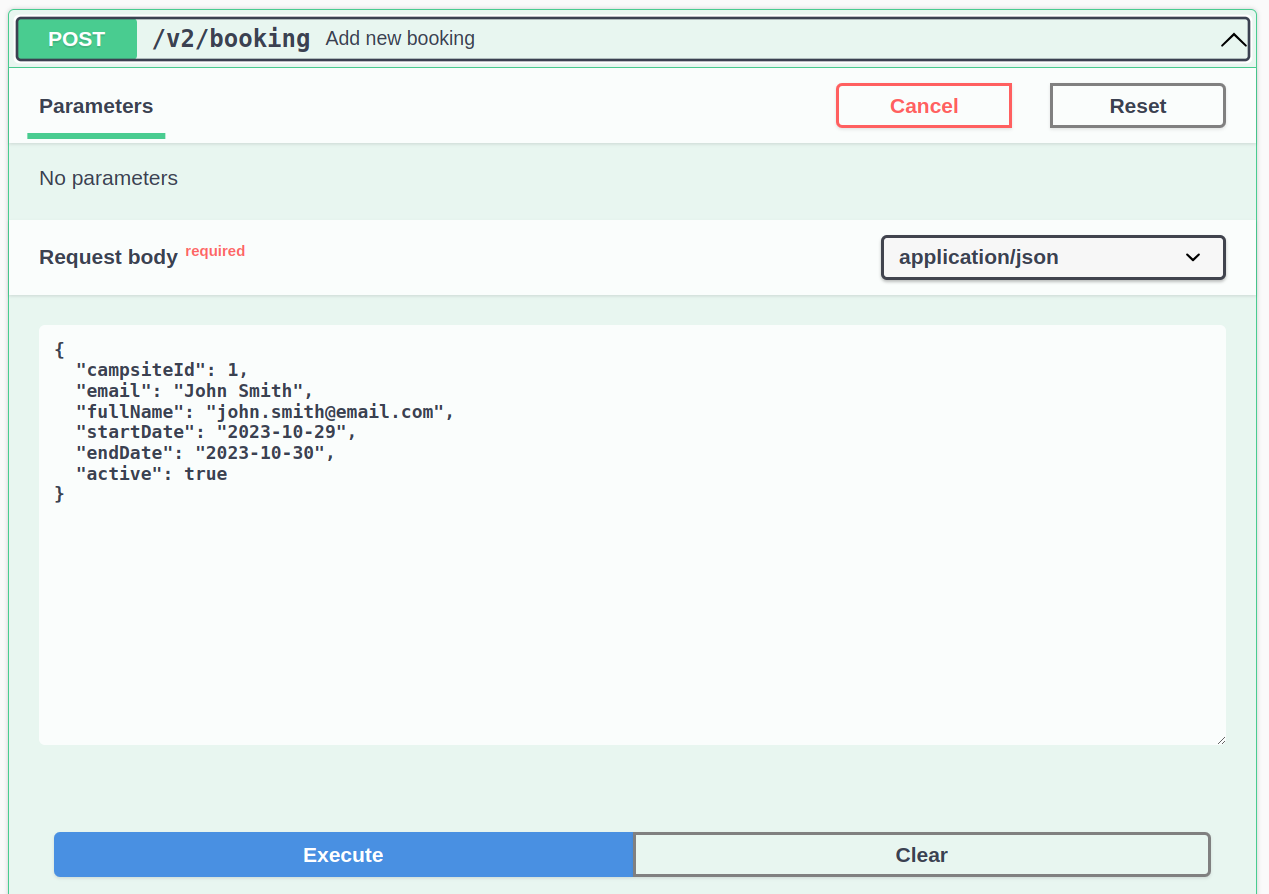 POST /v2/booking Add new booking
Parameters Cancel Reset
No parameters
Request body required application/json
{
  "campsiteId": 1,
  "email": "John Smith",
  "fullName": "john.smith@email.com",
  "startDate": "2023-10-29",
  "endDate": "2023-10-30",
  "active": true
}
Execute Clear